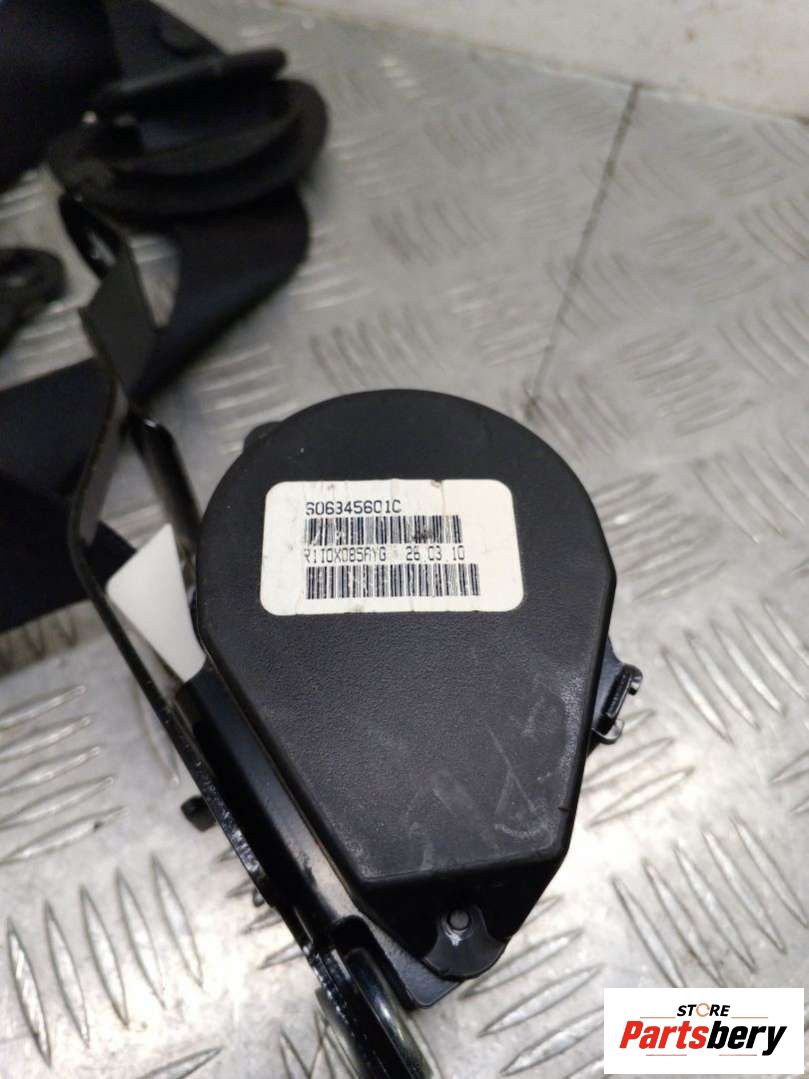 606345601C
R110X085AYG 26 03 10
STORE
Partsbery